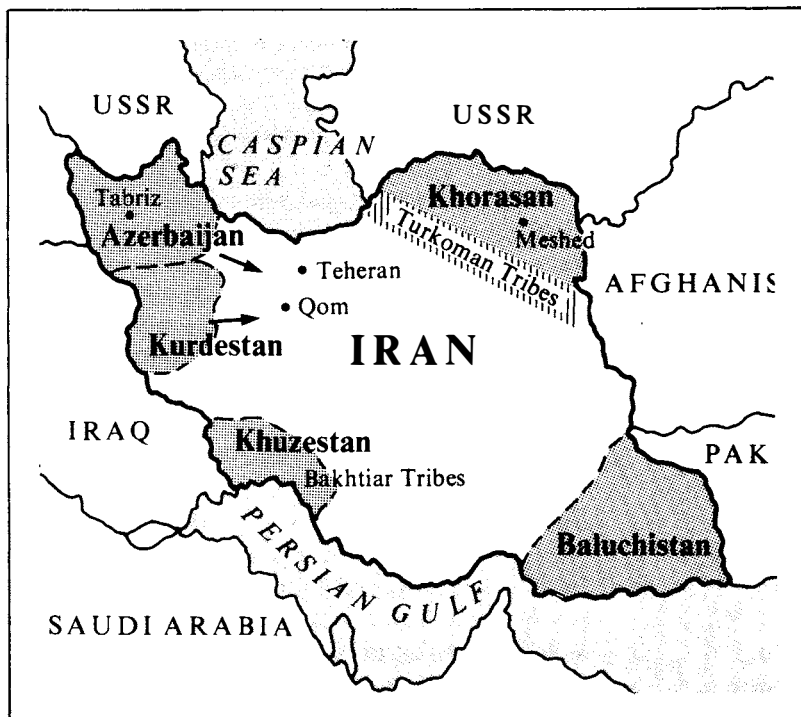 USSR
USSR
CASPIAN
SEA
Khorasan
Tabriz
Meshed
Azerbaijan
Turkoman Tribes
Teheran
AFGHANIS
Qom
Kurdestan
IRAN
IRAQ
Khuzestan
PAK
Bakhtiar Tribes
Baluchistan
PERSIAN GULF
SAUDI ARABIA